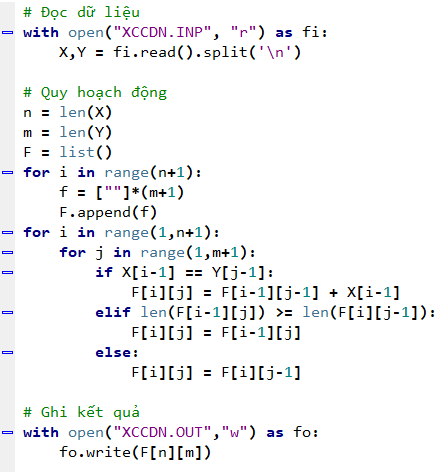 # Đọc dữ liệu
with open("XCCDN.INP", "r") as fi:
    X,Y = fi.read().split('\n')

# Quy hoạch động
n = len(X)
m = len(Y)
F = list()
for i in range(n+1):
    f = [""]*(m+1)
    F.append(f)
for i in range(1,n+1):
    for j in range(1,m+1):
        if X[i-1] == Y[j-1]:
            F[i][j] = F[i-1][j-1] + X[i-1]
        elif len(F[i-1][j]) >= len(F[i][j-1]):
            F[i][j] = F[i-1][j]
        else:
            F[i][j] = F[i][j-1]

# Ghi kết quả
with open("XCCDN.OUT","w") as fo:
    fo.write(F[n][m])